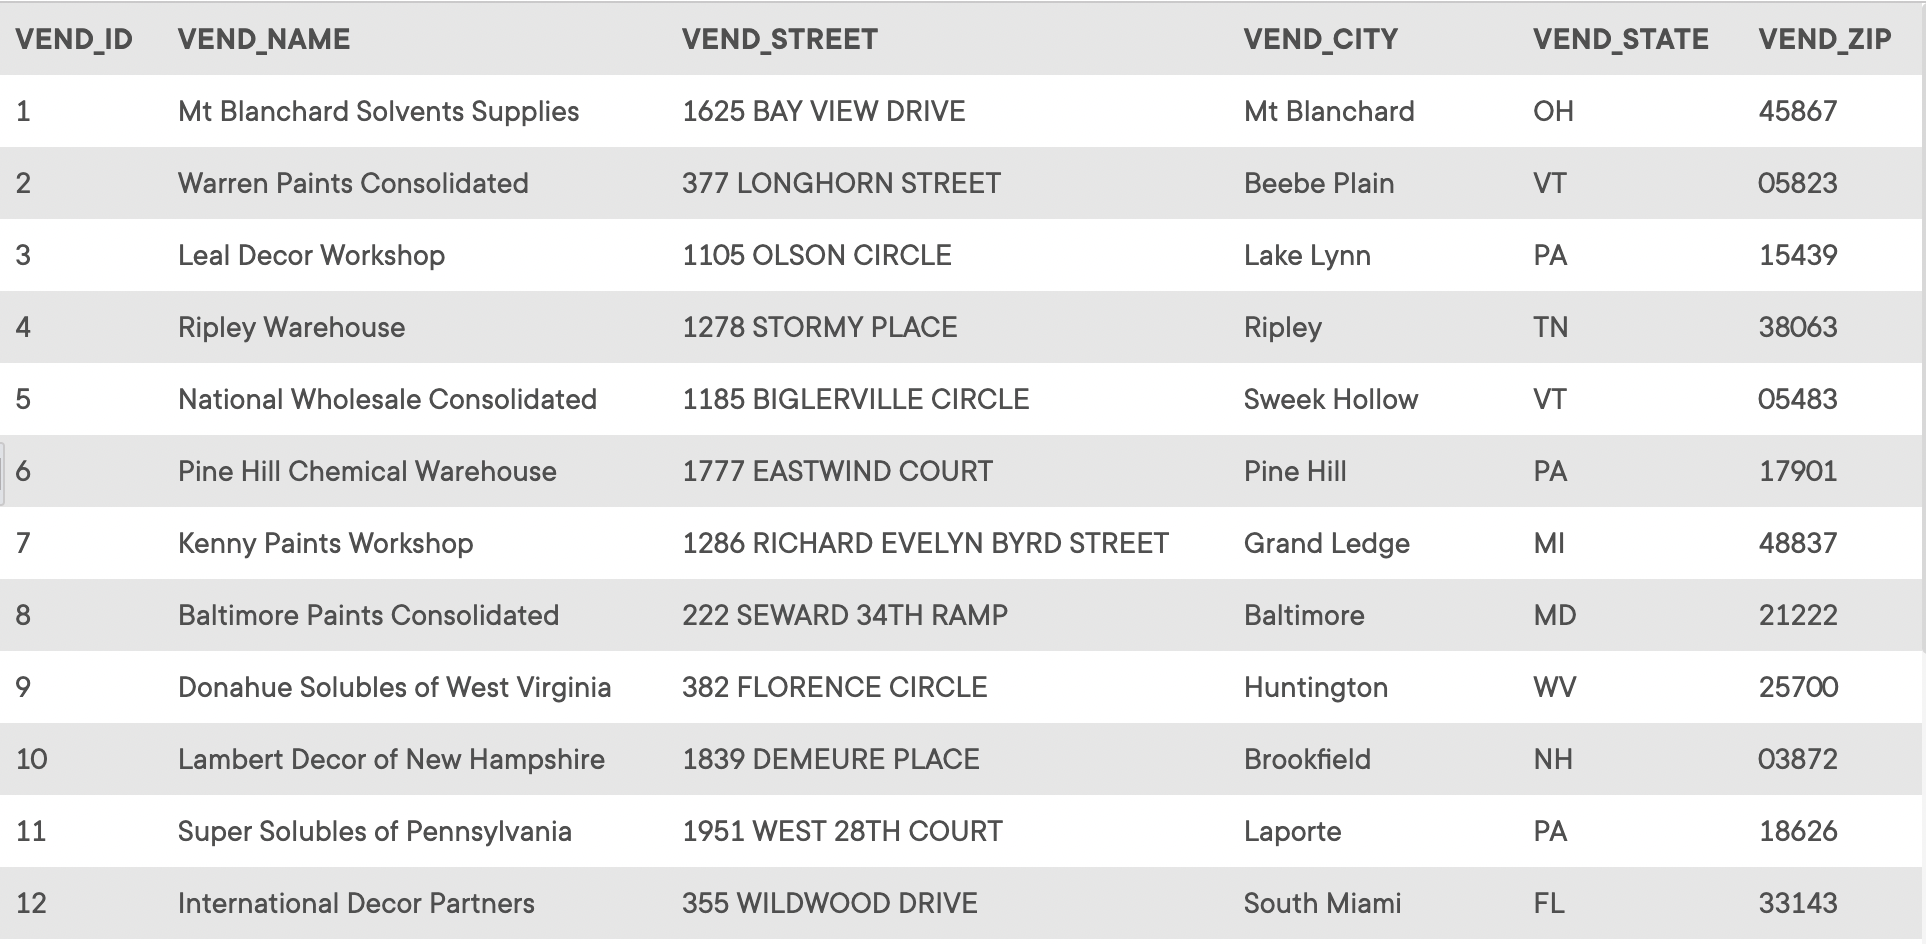 VEND_ID VEND_NAME VEND_STREET VEND_CITY VEND_STATE VEND_ZIP
1 Mt Blanchard Solvents Supplies 1625 BAY VIEW DRIVE Mt Blanchard OH 45867
2 Warren Paints Consolidated 377 LONGHORN STREET Beebe Plain VT 05823
3 Leal Decor Workshop 1105 OLSON CIRCLE Lake Lynn PA 15439
4 Ripley Warehouse 1278 STORMY PLACE Ripley TN 38063
5 National Wholesale Consolidated 1185 BIGLERVILLE CIRCLE Sweek Hollow VT 05483
6 Pine Hill Chemical Warehouse 1777 EASTWIND COURT Pine Hill PA 17901
7 Kenny Paints Workshop 1286 RICHARD EVELYN BYRD STREET Grand Ledge MI 48837
8 Baltimore Paints Consolidated 222 SEWARD 34TH RAMP Baltimore MD 21222
9 Donahue Solubles of West Virginia 382 FLORENCE CIRCLE Huntington WV 25700
10 Lambert Decor of New Hampshire 1839 DEMEURE PLACE Brookfield NH 03872
11 Super Solubles of Pennsylvania 1951 WEST 28TH COURT Laporte PA 18626
12 International Decor Partners 355 WILDWOOD DRIVE South Miami FL 33143